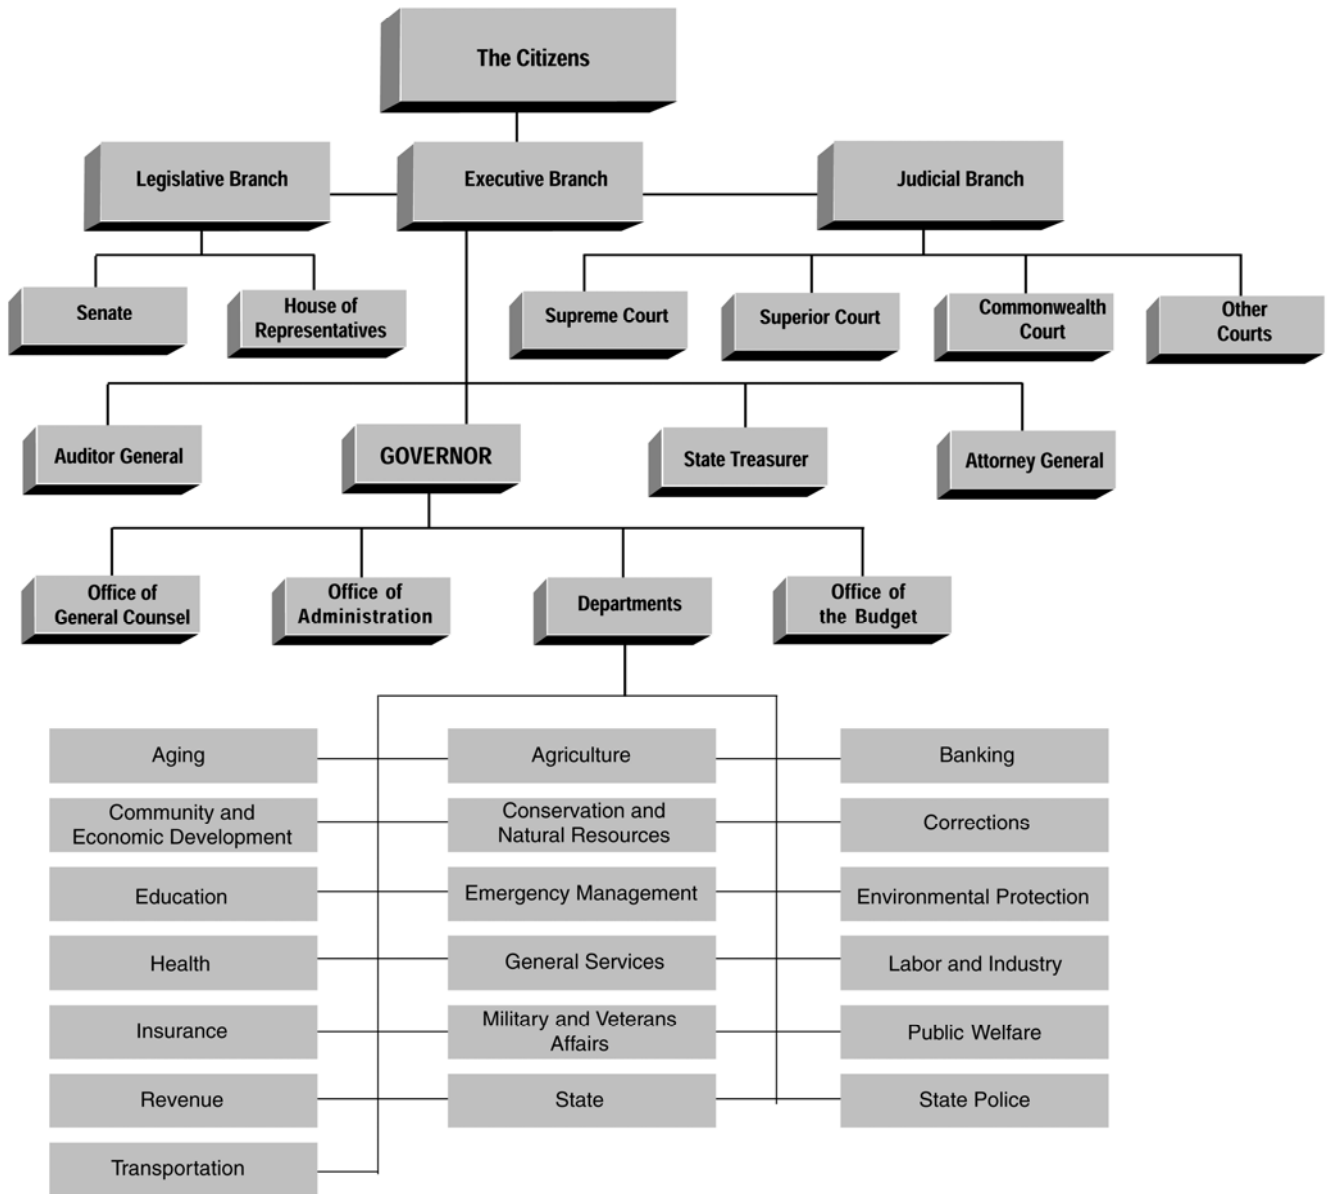 The Citizens
Legislative Branch
Executive Branch
Judicial Branch
Senate
House of
Representatives
Supreme Court
Superior Court
Commonwealth
Court
Other
Courts
Auditor General
GOVERNOR
State Treasurer
Attorney General
Office of
General Counsel
Office of
Administration
Departments
Office of
the Budget
Aging
Agriculture
Banking
Community and
Economic Development
Conservation and
Natural Resources
Corrections
Education
Emergency Management
Environmental Protection
Health
General Services
Labor and Industry
Insurance
Military and Veterans
Affairs
Public Welfare
Revenue
State
State Police
Transportation